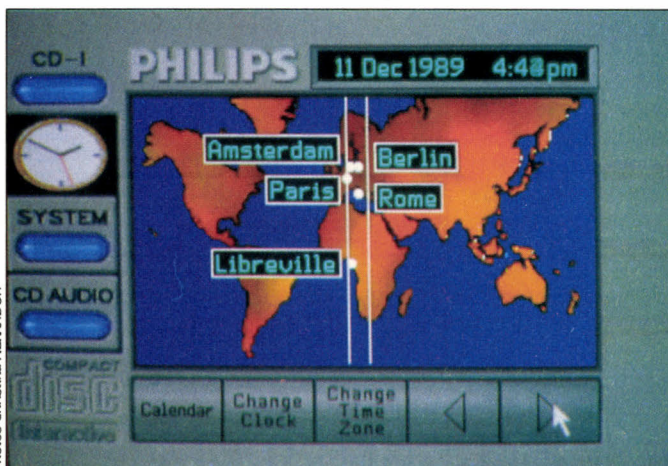 CD-I
PHILIPS
11 Dec 1989 4:48pm
Amsterdam
Berlin
Paris
Rome
SYSTEM
Libreville
CD AUDIO
COMPACT
disc
Interactive
Calendar
Change
Clock
Change
Time
Zone